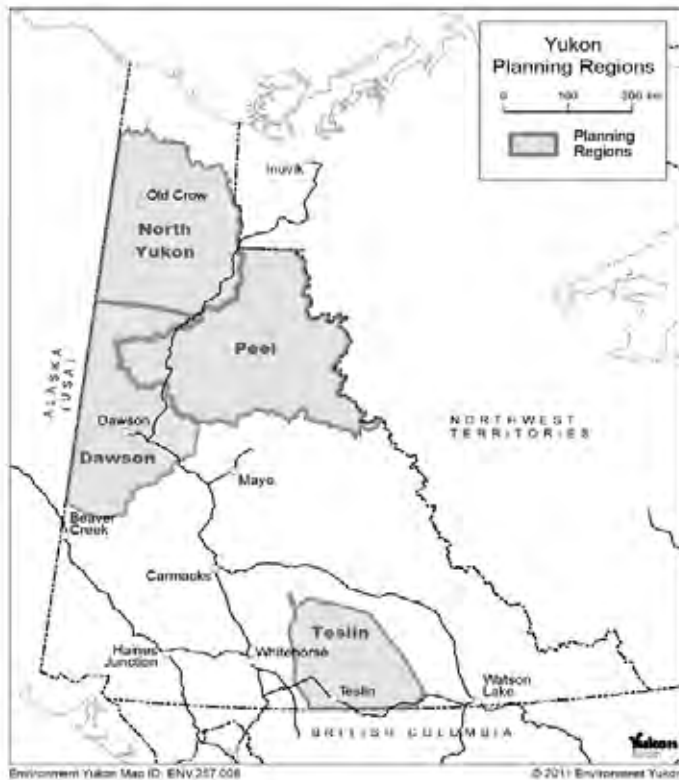 Yukon
Planning Regions
0 100 200 km
Planning
Regions
Inuvik
Old Crow
North
Yukon
Peel
ALASKA
(USA)
NORTHWEST
TERRITORIES
Dawson
Dawson
Mayo
Beaver
Creek
Carmacks
Teslin
Haines
Junction
Whitehorse
Teslin
Watson
Lake
BRITISH COLUMBIA
Yukon
Environment Yukon Map ID: ENV.257.008
© 2011 Environment Yukon